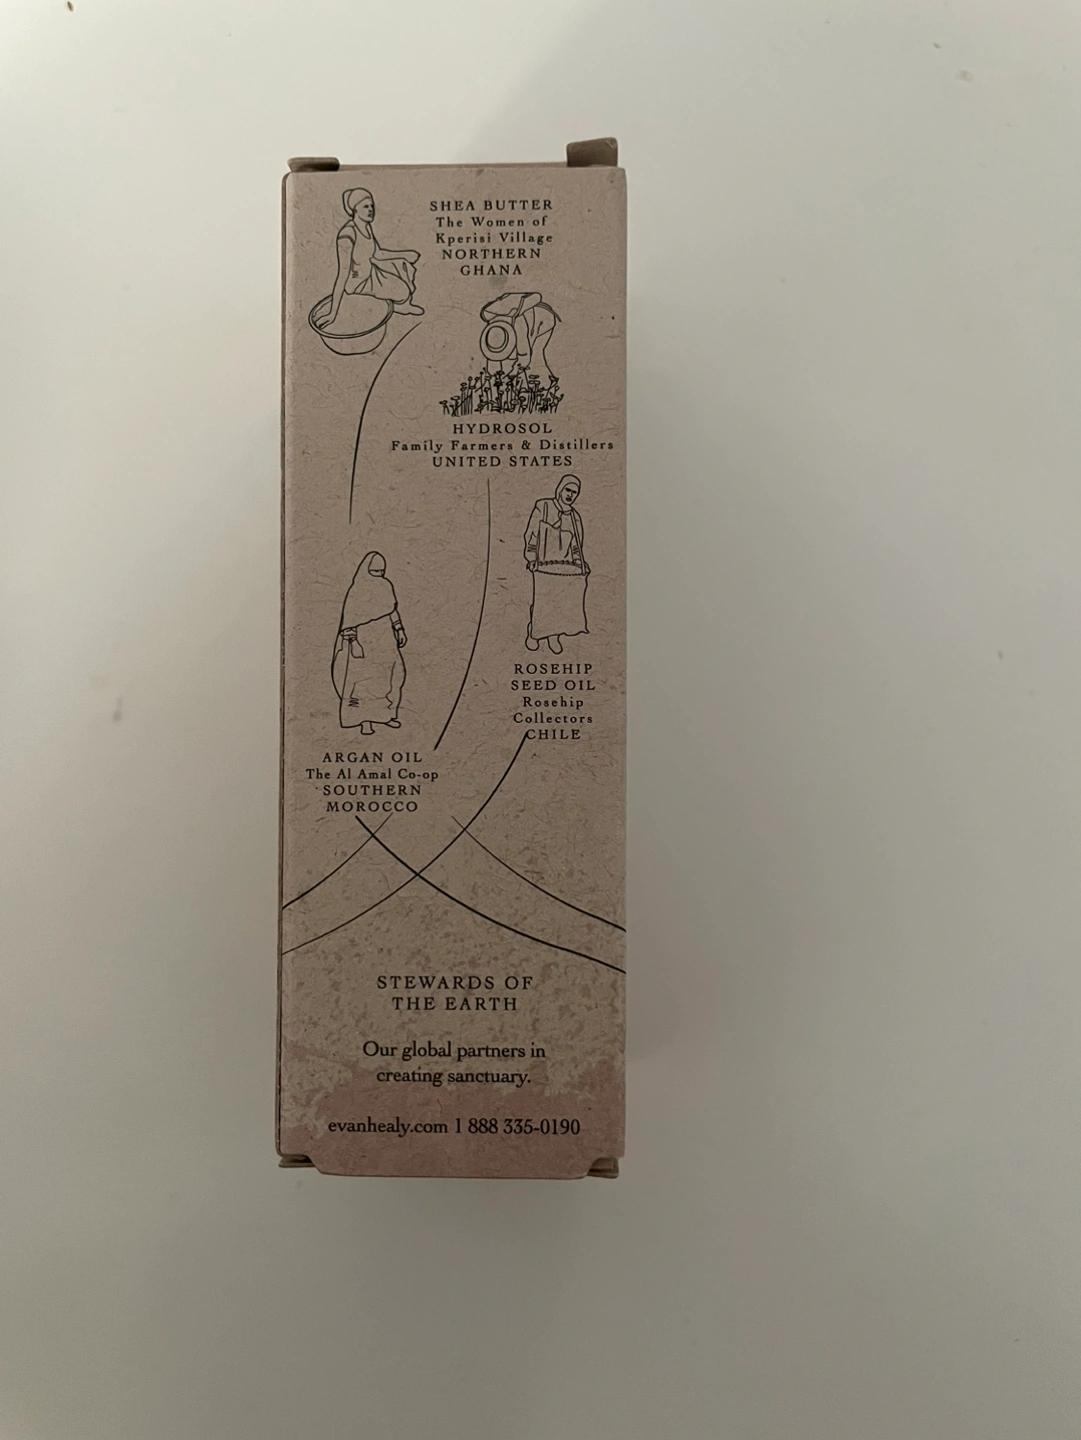 SHEA BUTTER
The Women of
Kperisi Village
NORTHERN
GHANA
HYDROSOL
Family Farmers & Distillers
UNITED STATES
ROSEHIP
SEED OIL
Rosehip
Collectors
CHILE
ARGAN OIL
The Al Amal Co-op
SOUTHERN
MOROCCO
STEWARDS OF
THE EARTH
Our global partners in
creating sanctuary.
evanhealy.com 1 888 335-0190